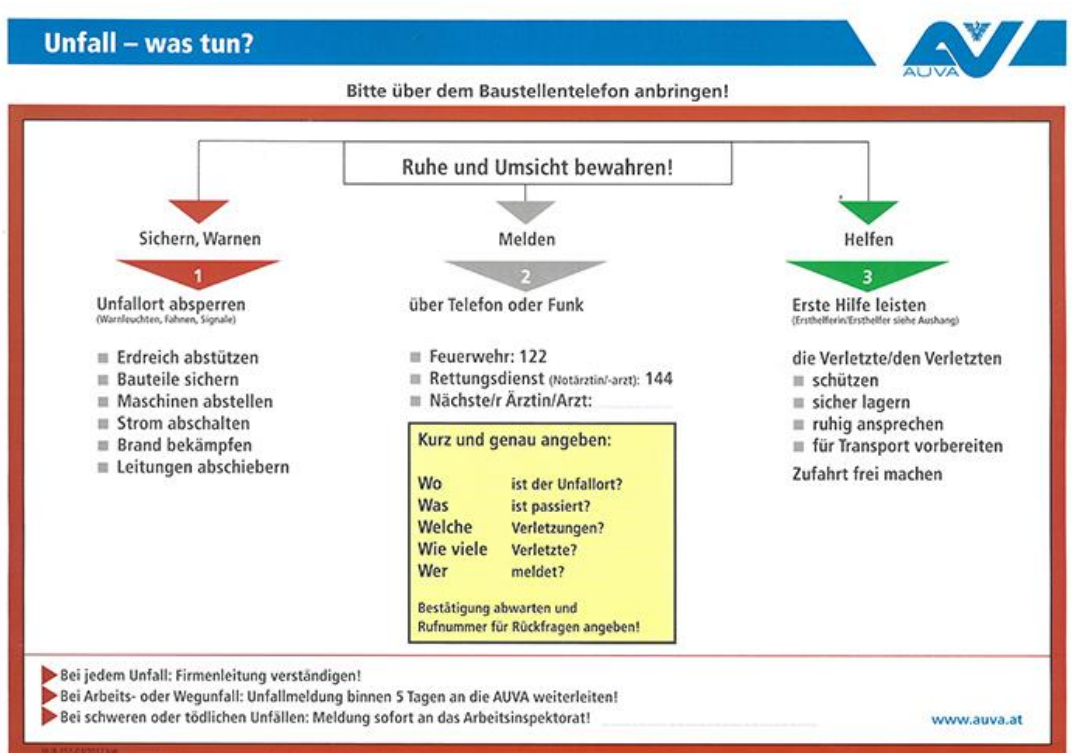 Unfall – was tun?
AUVA
Bitte über dem Baustellentelefon anbringen!
Ruhe und Umsicht bewahren!
Sichern, Warnen
1
Unfallort absperren
(Warnleuchten, Fahnen, Signale)
Erdreich abstützen
Bauteile sichern
Maschinen abstellen
Strom abschalten
Brand bekämpfen
Leitungen abschiebern
Melden
2
über Telefon oder Funk
Feuerwehr: 122
Rettungsdienst (Notärztin/-arzt): 144
Nächste/r Ärztin/Arzt:
Kurz und genau angeben:
Wo ist der Unfallort?
Was ist passiert?
Welche Verletzungen?
Wie viele Verletzte?
Wer meldet?
Bestätigung abwarten und
Rufnummer für Rückfragen angeben!
Helfen
3
Erste Hilfe leisten
(Ersthelferin/Ersthelfer siehe Aushang)
die Verletzte/den Verletzten
schützen
sicher lagern
ruhig ansprechen
für Transport vorbereiten
Zufahrt frei machen
Bei jedem Unfall: Firmenleitung verständigen!
Bei Arbeits- oder Wegunfall: Unfallmeldung binnen 5 Tagen an die AUVA weiterleiten!
Bei schweren oder tödlichen Unfällen: Meldung sofort an das Arbeitsinspektorat!
www.auva.at